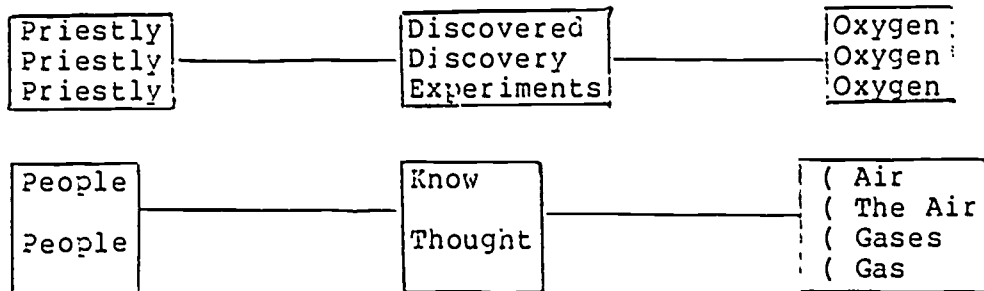 Priestly Discovered Oxygen
Priestly Discovery Oxygen
Priestly Experiments Oxygen
People Know ( Air
( The Air
People Thought ( Gases
( Gas